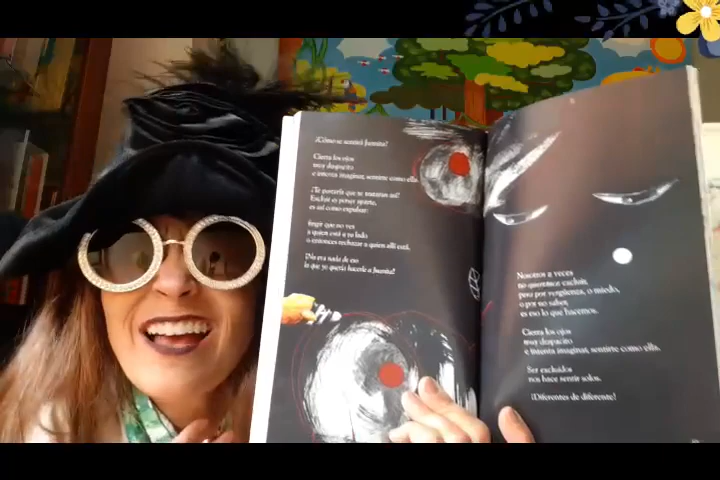 ¿Cómo se sentirá Juanita?
Cierra los ojos
muy despacito
e intenta imaginar, sentirte como ella.
¿Te gustaría que te trataran así?
Excluir es poner aparte,
es así como expulsar:
fingir que no ves
a quien está a tu lado
o entonces rechazar a quien allí está.
¿No era nada de eso
lo que yo quería hacerle a Juanita?
Nosotros a veces
no queremos excluir,
pero por vergüenza, o miedo,
o por no saber,
es eso lo que hacemos.
Cierra los ojos
muy despacito
e intenta imaginar, sentirte como ella.
Ser excluidos
nos hace sentir solos.
¡Diferentes de diferente!